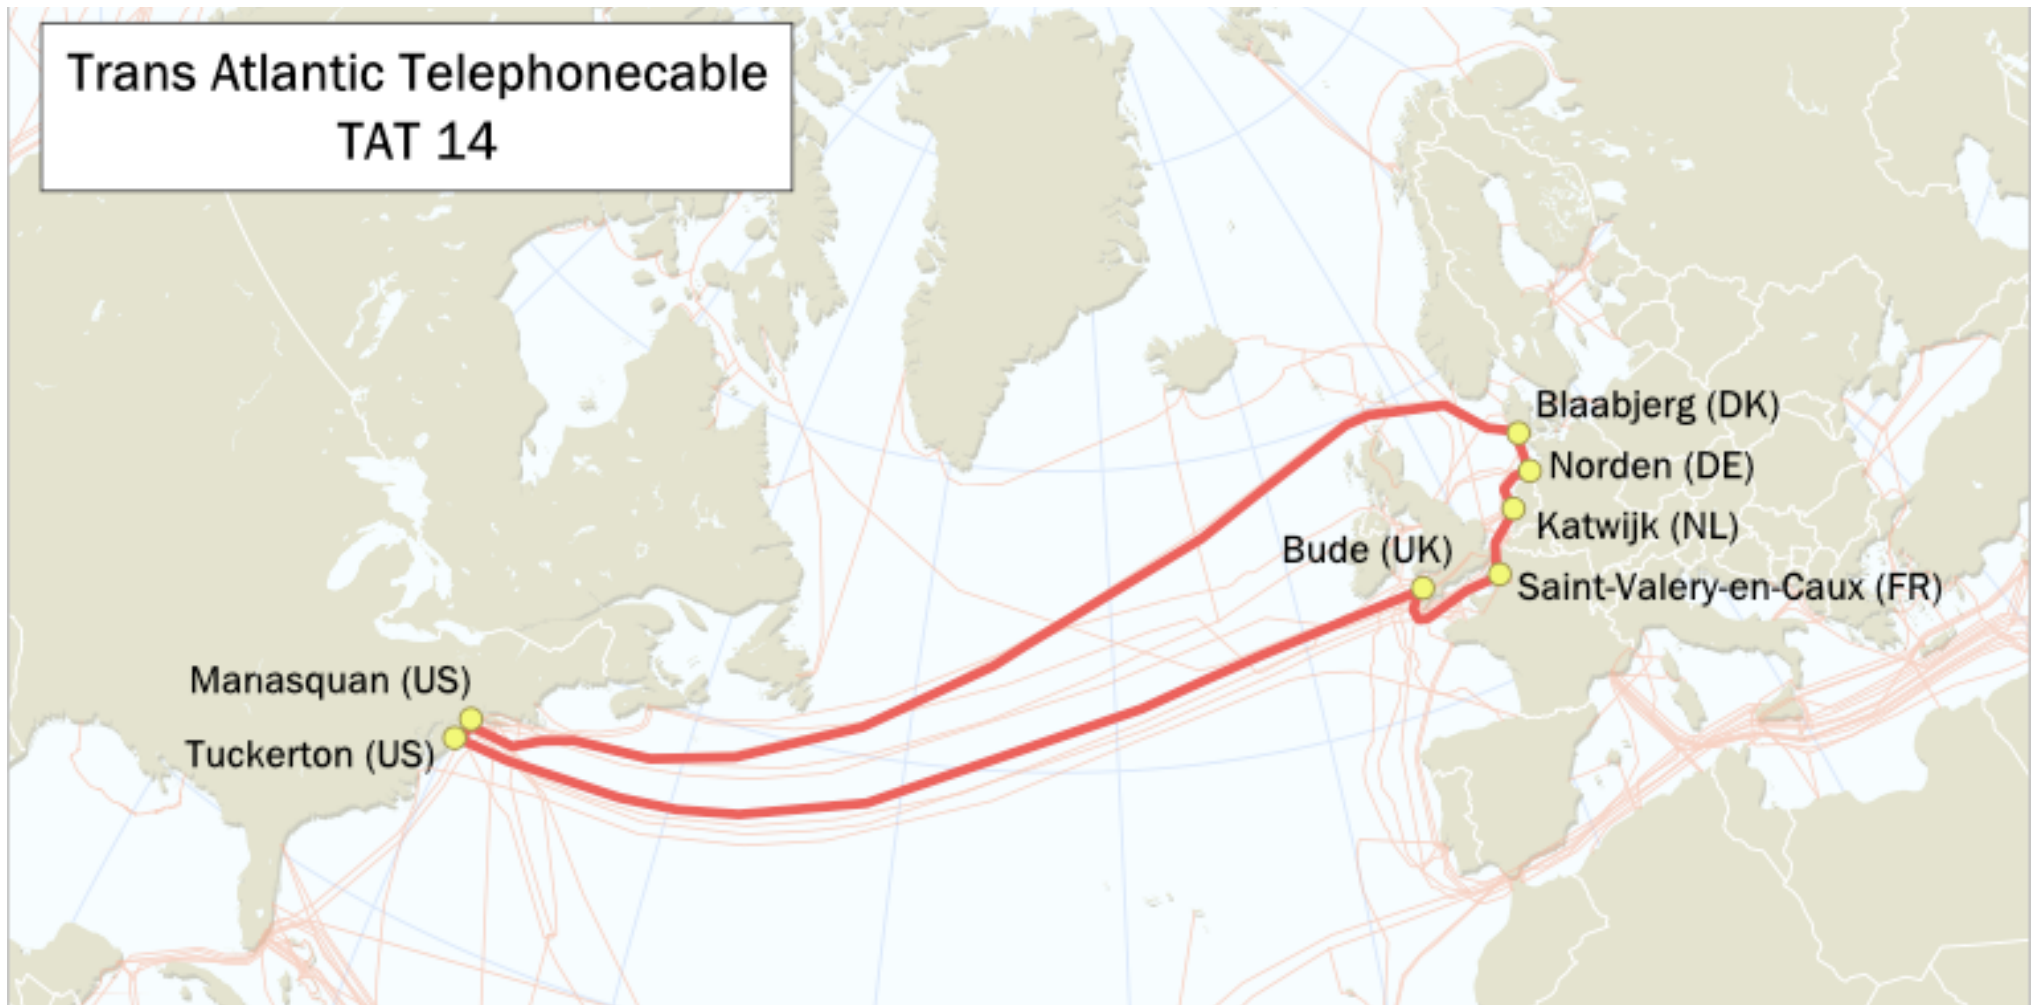 Trans Atlantic Telephonecable
TAT 14
Blaabjerg (DK)
Norden (DE)
Katwijk (NL)
Bude (UK)
Saint-Valery-en-Caux (FR)
Manasquan (US)
Tuckerton (US)